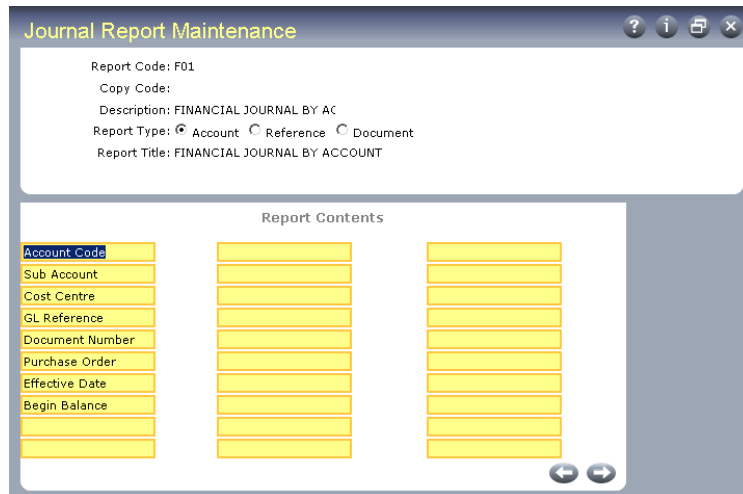 Journal Report Maintenance
Report Code: F01
Copy Code:
Description: FINANCIAL JOURNAL BY AC
Report Type: Account Reference Document
Report Title: FINANCIAL JOURNAL BY ACCOUNT
Report Contents
Account Code
Sub Account
Cost Centre
GL Reference
Document Number
Purchase Order
Effective Date
Begin Balance